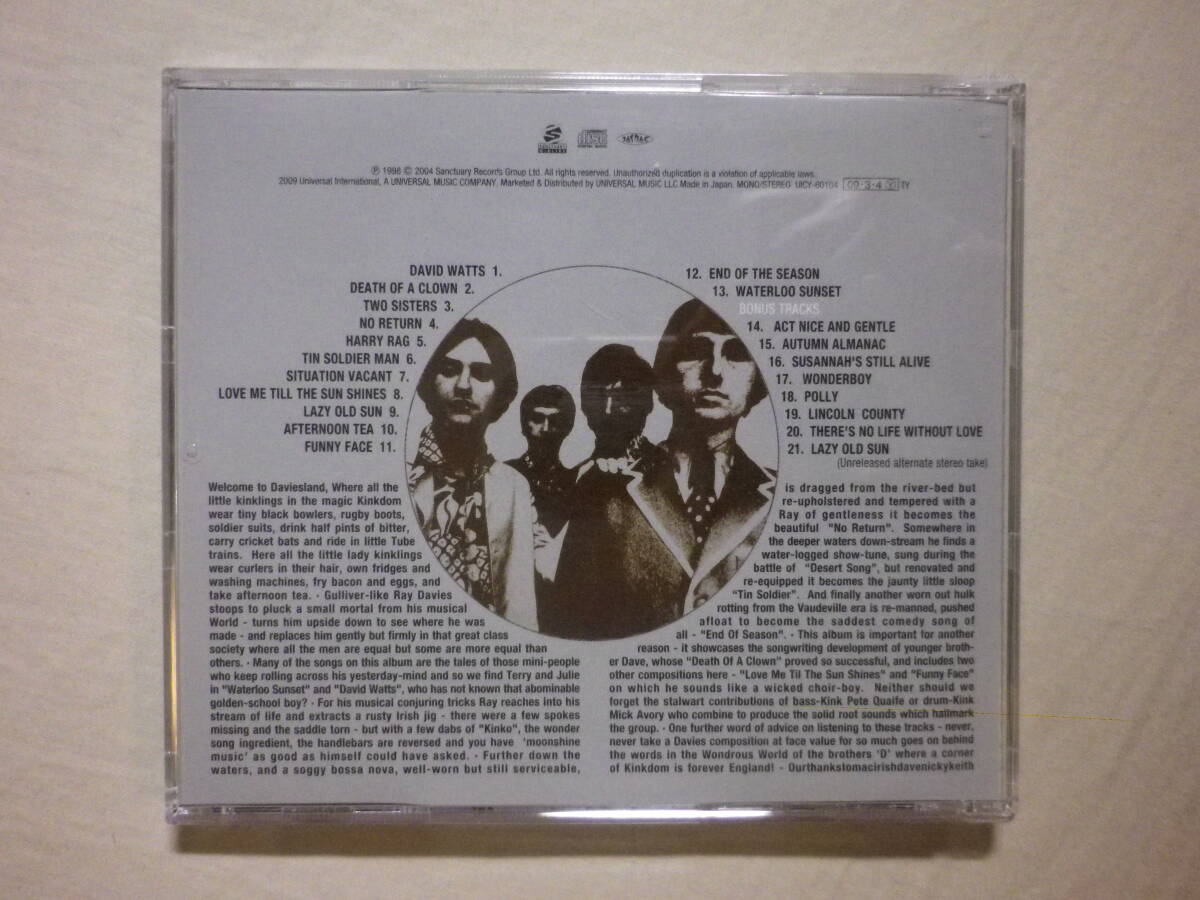 Ⓟ 1998 © 2004 Sanctuary Records Group Ltd. All rights reserved. Unauthorized duplication is a violation of applicable laws.
2009 Universal International, A UNIVERSAL MUSIC COMPANY. Marketed & Distributed by UNIVERSAL MUSIC LLC Made in Japan. MONO/STEREO UICY-60104 09·3·4 TY
DAVID WATTS 1.
DEATH OF A CLOWN 2.
TWO SISTERS 3.
NO RETURN 4.
HARRY RAG 5.
TIN SOLDIER MAN 6.
SITUATION VACANT 7.
LOVE ME TILL THE SUN SHINES 8.
LAZY OLD SUN 9.
AFTERNOON TEA 10.
FUNNY FACE 11.
12. END OF THE SEASON
13. WATERLOO SUNSET
BONUS TRACKS
14. ACT NICE AND GENTLE
15. AUTUMN ALMANAC
16. SUSANNAH'S STILL ALIVE
17. WONDERBOY
18. POLLY
19. LINCOLN COUNTY
20. THERE'S NO LIFE WITHOUT LOVE
21. LAZY OLD SUN
(Unreleased alternate stereo take)
Welcome to Daviesland, Where all the
little kinklings in the magic Kinkdom
wear tiny black bowlers, rugby boots,
soldier suits, drink half pints of bitter,
carry cricket bats and ride in little Tube
trains. Here all the little lady kinklings
wear curlers in their hair, own fridges and
washing machines, fry bacon and eggs, and
take afternoon tea. · Gulliver-like Ray Davies
stoops to pluck a small mortal from his musical
World - turns him upside down to see where he was
made - and replaces him gently but firmly in that great class
society where all the men are equal but some are more equal than
others. · Many of the songs on this album are the tales of those mini-people
who keep rolling across his yesterday-mind and so we find Terry and Julie
in "Waterloo Sunset" and "David Watts", who has not known that abominable
golden-school boy? · For his musical conjuring tricks Ray reaches into his
stream of life and extracts a rusty Irish jig - there were a few spokes
missing and the saddle torn - but with a few dabs of "Kinko", the wonder
song ingredient, the handlebars are reversed and you have 'moonshine
music' as good as himself could have asked. · Further down the
waters, and a soggy bossa nova, well-worn but still serviceable,
is dragged from the river-bed but
re-upholstered and tempered with a
Ray of gentleness it becomes the
beautiful "No Return". Somewhere in
the deeper waters down-stream he finds a
water-logged show-tune, sung during the
battle of "Desert Song", but renovated and
re-equipped it becomes the jaunty little sloop
"Tin Soldier". And finally another worn out hulk
rotting from the Vaudeville era is re-manned, pushed
afloat to become the saddest comedy song of
all - "End Of Season". · This album is important for another
reason - it showcases the songwriting development of younger broth-
er Dave, whose "Death Of A Clown" proved so successful, and includes two
other compositions here - "Love Me Til The Sun Shines" and "Funny Face"
on which he sounds like a wicked choir-boy. Neither should we
forget the stalwart contributions of bass-Kink Pete Quaife or drum-Kink
Mick Avory who combine to produce the solid root sounds which hallmark
the group. · One further word of advice on listening to these tracks - never,
never take a Davies composition at face value for so much goes on behind
the words in the Wondrous World of the brothers 'D' where a corner
of Kinkdom is forever England! - Ourthankstomacirishdavenickykeith